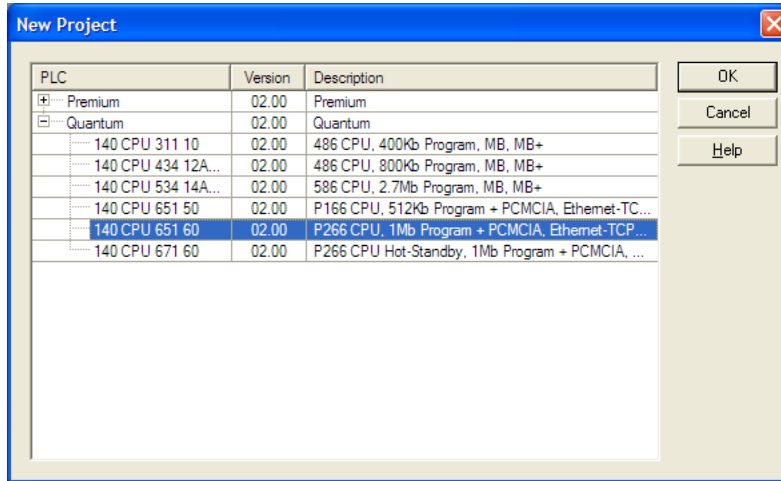 New Project
PLC Version Description
Premium 02.00 Premium
Quantum 02.00 Quantum
140 CPU 311 10 02.00 486 CPU, 400Kb Program, MB, MB+
140 CPU 434 12A... 02.00 486 CPU, 800Kb Program, MB, MB+
140 CPU 534 14A... 02.00 586 CPU, 2.7Mb Program, MB, MB+
140 CPU 651 50 02.00 P166 CPU, 512Kb Program + PCMCIA, Ethernet-TC...
140 CPU 651 60 02.00 P266 CPU, 1Mb Program + PCMCIA, Ethernet-TCP...
140 CPU 671 60 02.00 P266 CPU Hot-Standby, 1Mb Program + PCMCIA, ...
OK
Cancel
Help